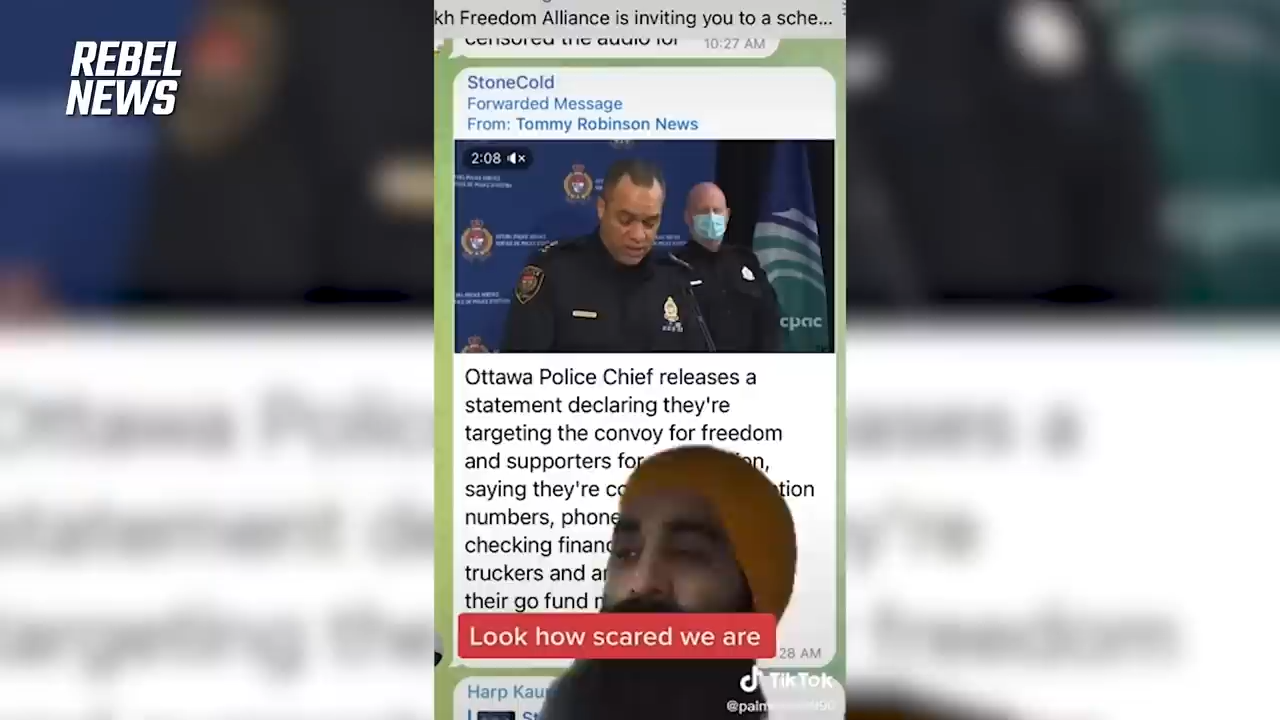 REBEL
NEWS
kh Freedom Alliance is inviting you to a sche...
censored the audio for
10:27 AM
StoneCold
Forwarded Message
From: Tommy Robinson News
2:08
cpac
Ottawa Police Chief releases a
statement declaring they're
targeting the convoy for freedom
and supporters for
saying they're
numbers, phone
checking
truckers and
their go fund
Look how scared we are
28 AM
TikTok
Harp Kaur